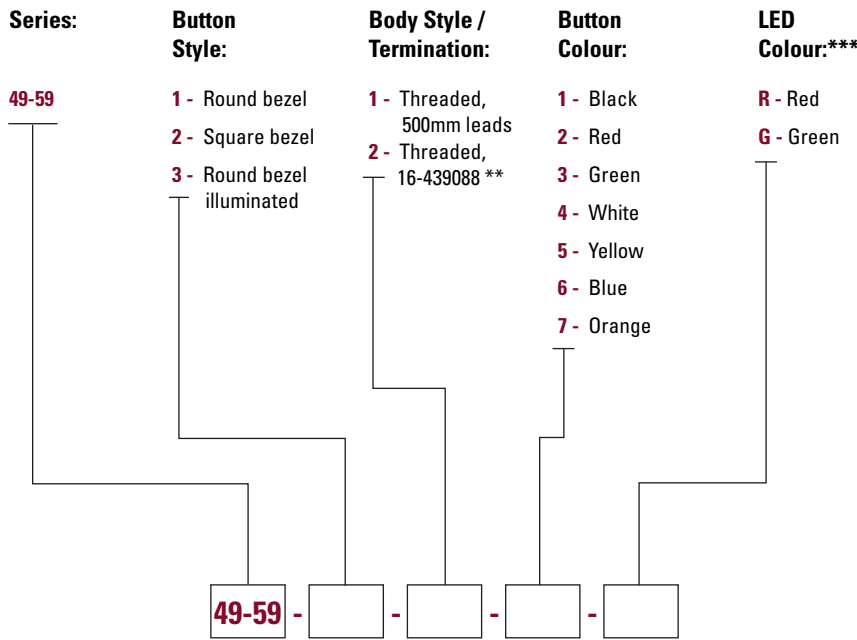 Series:
49-59
Button
Style:
1 - Round bezel
2 - Square bezel
3 - Round bezel
illuminated
Body Style /
Termination:
1 - Threaded,
500mm leads
2 - Threaded,
16-439088 **
Button
Colour:
1 - Black
2 - Red
3 - Green
4 - White
5 - Yellow
6 - Blue
7 - Orange
LED
Colour:***
R - Red
G - Green
49-59 - - - -